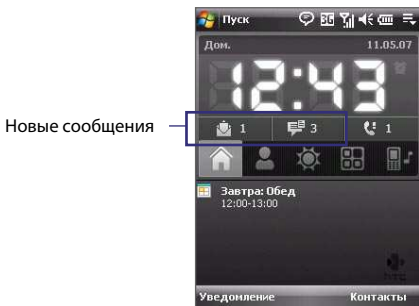 Пуск
Дом.
11.05.07
12:43
Новые сообщения
1
3
1
Завтра: Обед
12:00-13:00
hTC
Уведомление
Контакты